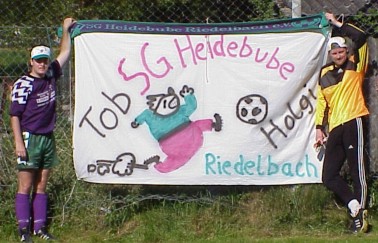 SG Heidebube Riedelbach e.V.
SG Heidebube
Tob
Holgi
Riedelbach